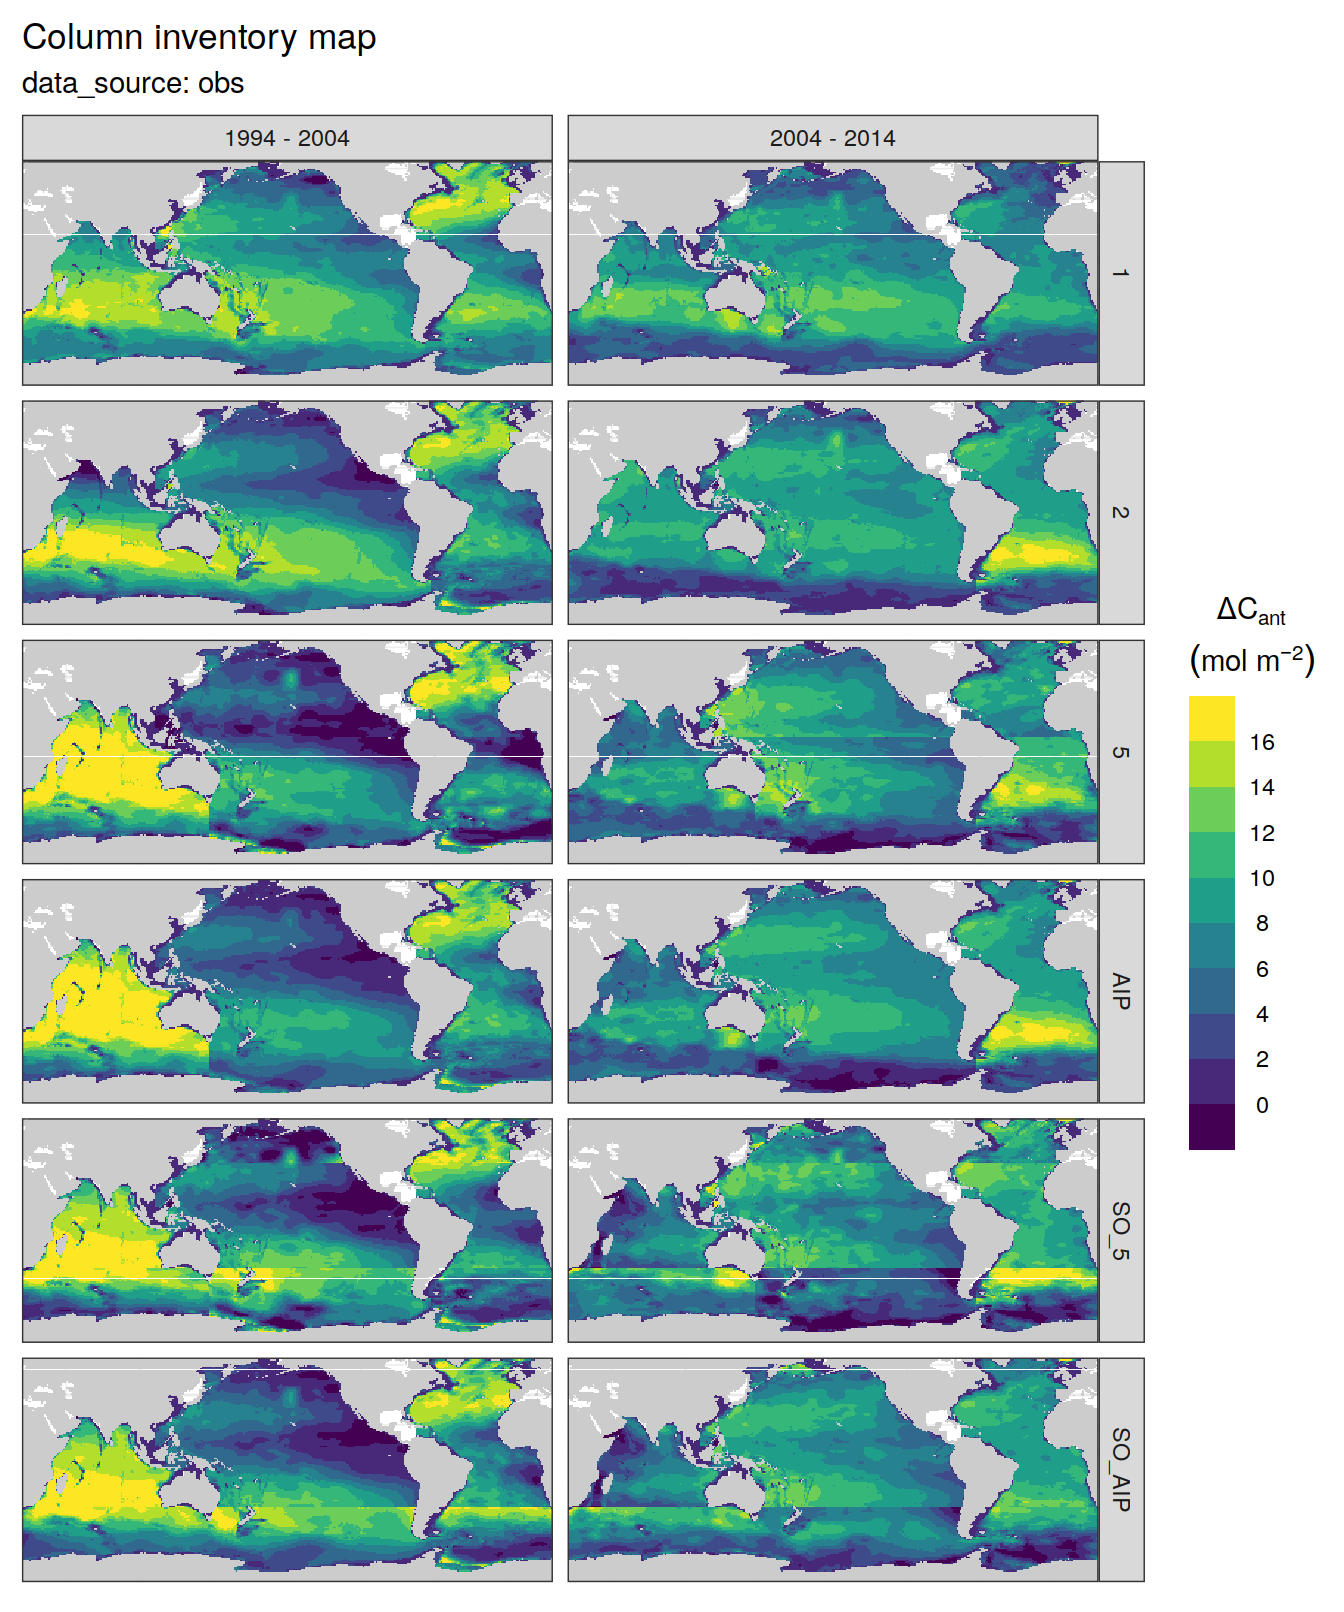 Column inventory map
data_source: obs
1994 - 2004
2004 - 2014
1
2
5
AIP
SO_5
SO_AIP
ΔCant
(mol m−2)
16
14
12
10
8
6
4
2
0